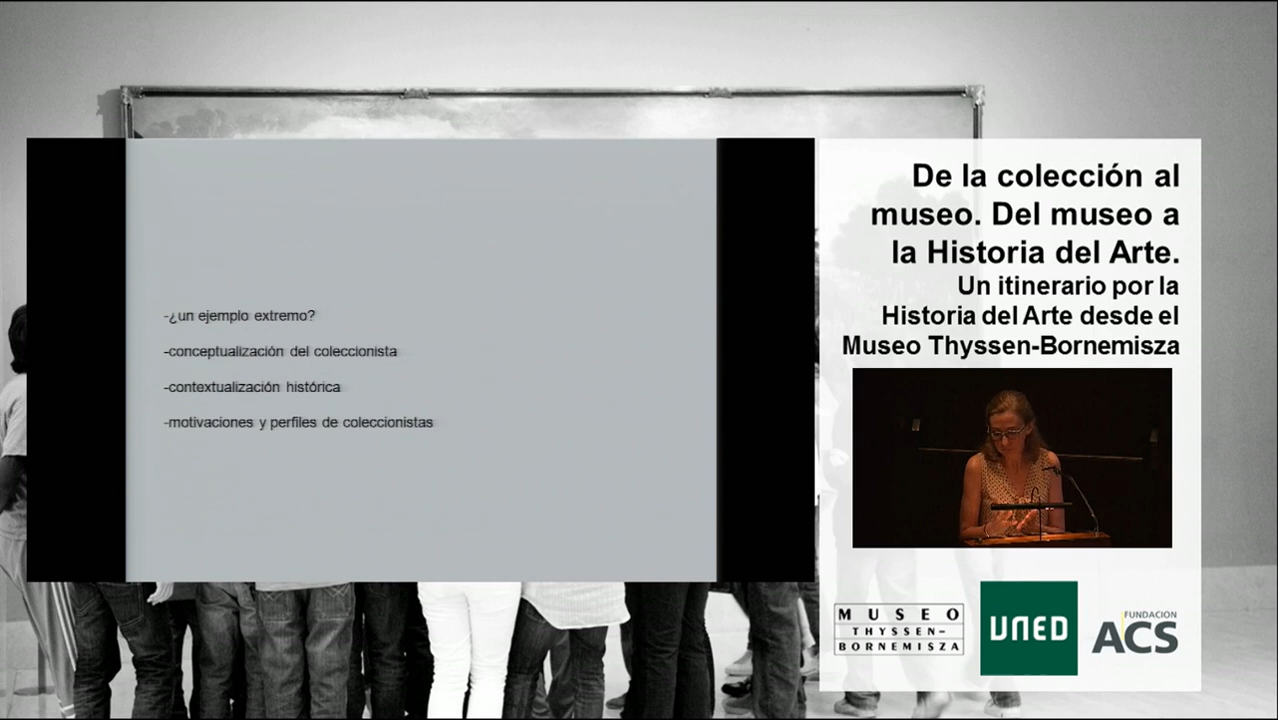 -¿un ejemplo extremo?
-conceptualización del coleccionista
-contextualización histórica
-motivaciones y perfiles de coleccionistas
De la colección al
museo. Del museo a
la Historia del Arte.
Un itinerario por la
Historia del Arte desde el
Museo Thyssen-Bornemisza
MUSEO
THYSSEN-
BORNEMISZA
UNED
FUNDACION
ACS